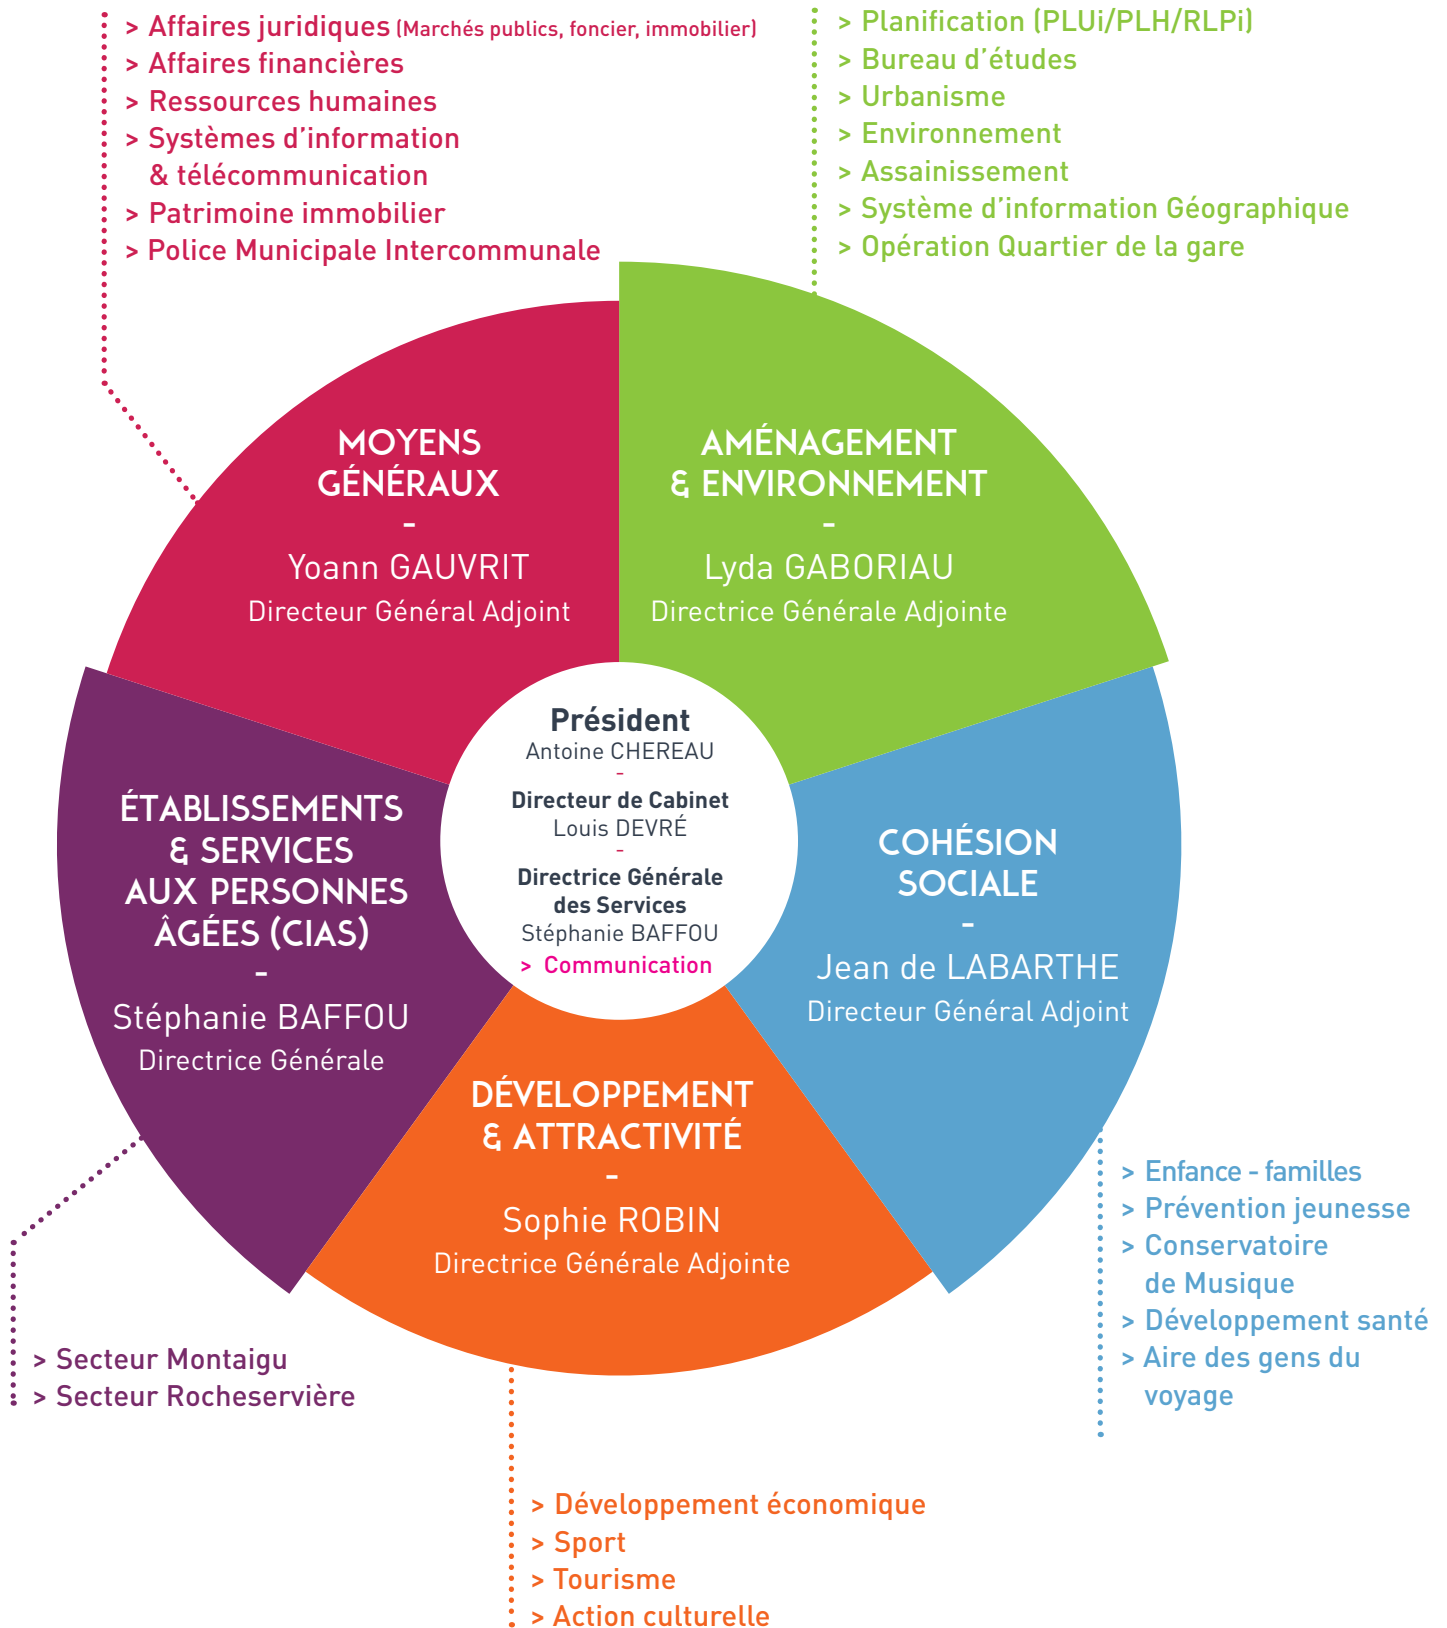 > Affaires juridiques (Marchés publics, foncier, immobilier)
> Affaires financières
> Ressources humaines
> Systèmes d’information
& télécommunication
> Patrimoine immobilier
> Police Municipale Intercommunale
> Planification (PLUi/PLH/RLPi)
> Bureau d’études
> Urbanisme
> Environnement
> Assainissement
> Système d’information Géographique
> Opération Quartier de la gare
MOYENS
GÉNÉRAUX
-
Yoann GAUVRIT
Directeur Général Adjoint
AMÉNAGEMENT
& ENVIRONNEMENT
-
Lyda GABORIAU
Directrice Générale Adjointe
Président
Antoine CHEREAU
-
Directeur de Cabinet
Louis DEVRÉ
-
Directrice Générale
des Services
Stéphanie BAFFOU
> Communication
ÉTABLISSEMENTS
& SERVICES
AUX PERSONNES
ÂGÉES (CIAS)
-
Stéphanie BAFFOU
Directrice Générale
COHÉSION
SOCIALE
-
Jean de LABARTHE
Directeur Général Adjoint
DÉVELOPPEMENT
& ATTRACTIVITÉ
-
Sophie ROBIN
Directrice Générale Adjointe
> Enfance - familles
> Prévention jeunesse
> Conservatoire
de Musique
> Développement santé
> Aire des gens du
voyage
> Secteur Montaigu
> Secteur Rocheservière
> Développement économique
> Sport
> Tourisme
> Action culturelle